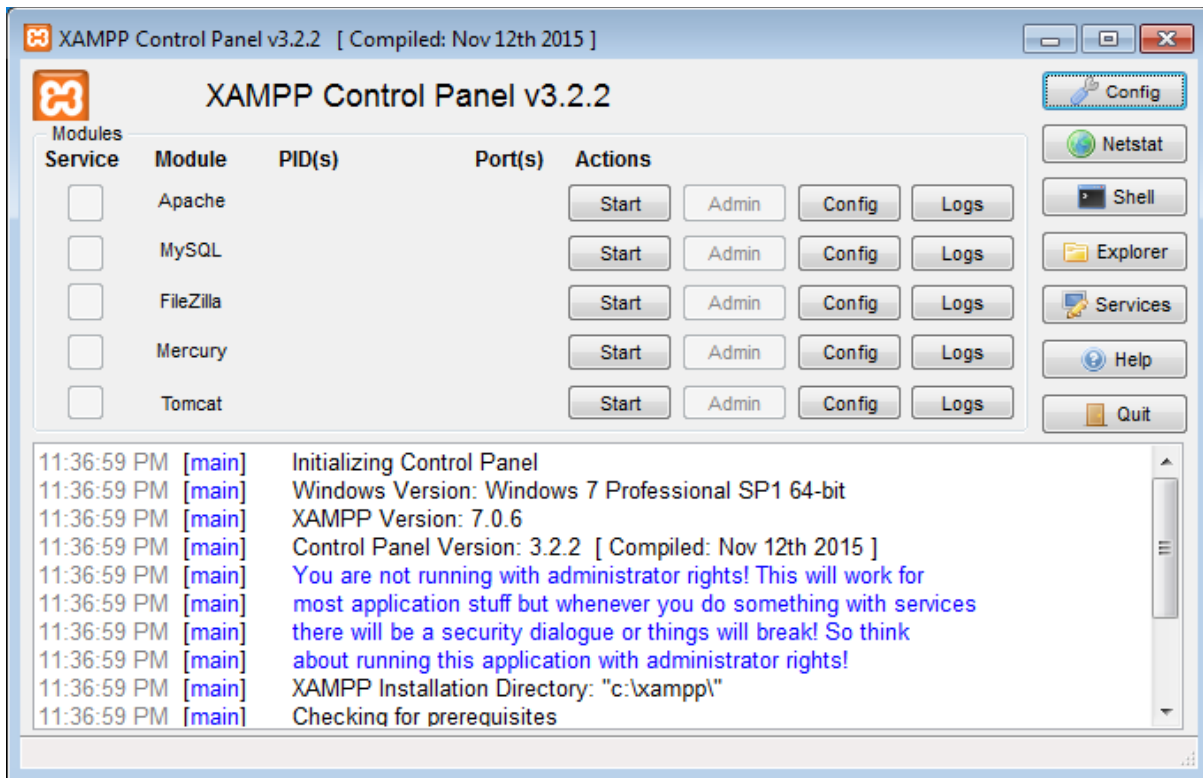 XAMPP Control Panel v3.2.2 [ Compiled: Nov 12th 2015 ]
XAMPP Control Panel v3.2.2
Config
Modules
Service Module PID(s) Port(s) Actions
Netstat
Apache Start Admin Config Logs
Shell
MySQL Start Admin Config Logs
Explorer
FileZilla Start Admin Config Logs
Services
Mercury Start Admin Config Logs
Help
Tomcat Start Admin Config Logs
Quit
11:36:59 PM [main] Initializing Control Panel
11:36:59 PM [main] Windows Version: Windows 7 Professional SP1 64-bit
11:36:59 PM [main] XAMPP Version: 7.0.6
11:36:59 PM [main] Control Panel Version: 3.2.2 [ Compiled: Nov 12th 2015 ]
11:36:59 PM [main] You are not running with administrator rights! This will work for
11:36:59 PM [main] most application stuff but whenever you do something with services
11:36:59 PM [main] there will be a security dialogue or things will break! So think
11:36:59 PM [main] about running this application with administrator rights!
11:36:59 PM [main] XAMPP Installation Directory: "c:\xampp\"
11:36:59 PM [main] Checking for prerequisites